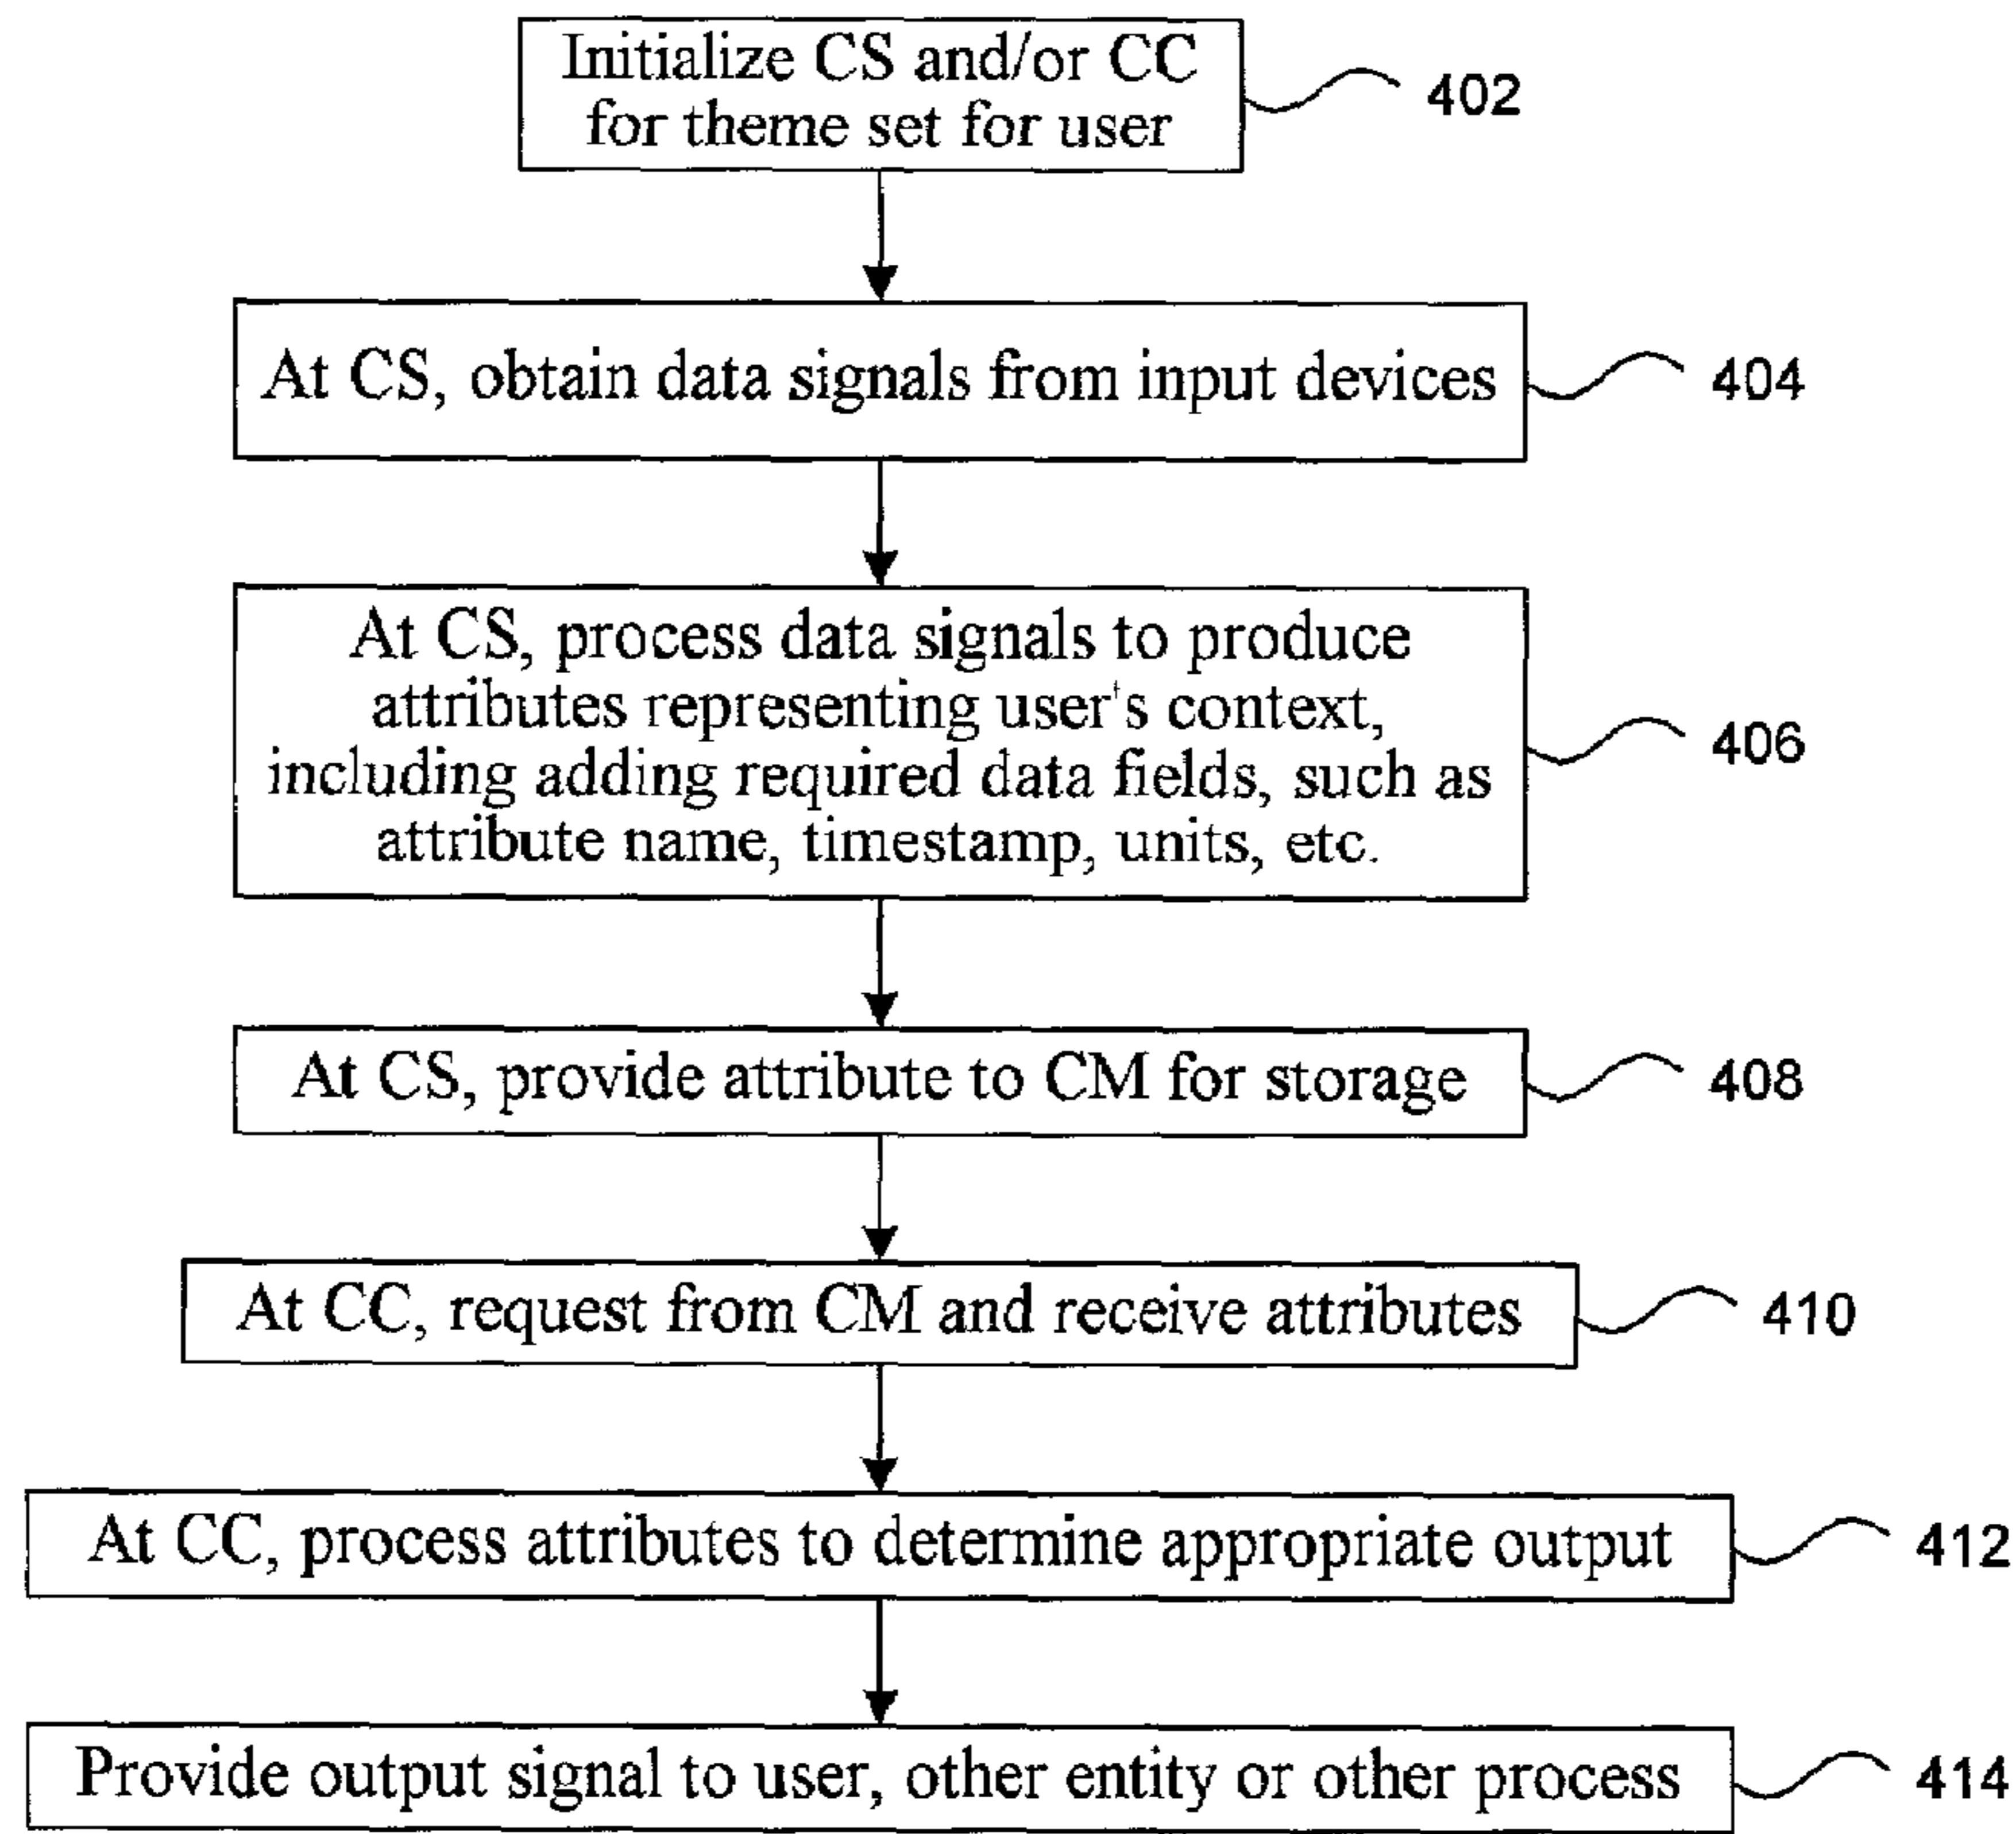 Initialize CS and/or CC
for theme set for user
402
At CS, obtain data signals from input devices
404
At CS, process data signals to produce
attributes representing user's context,
including adding required data fields, such as
attribute name, timestamp, units, etc.
406
At CS, provide attribute to CM for storage
408
At CC, request from CM and receive attributes
410
At CC, process attributes to determine appropriate output
412
Provide output signal to user, other entity or other process
414